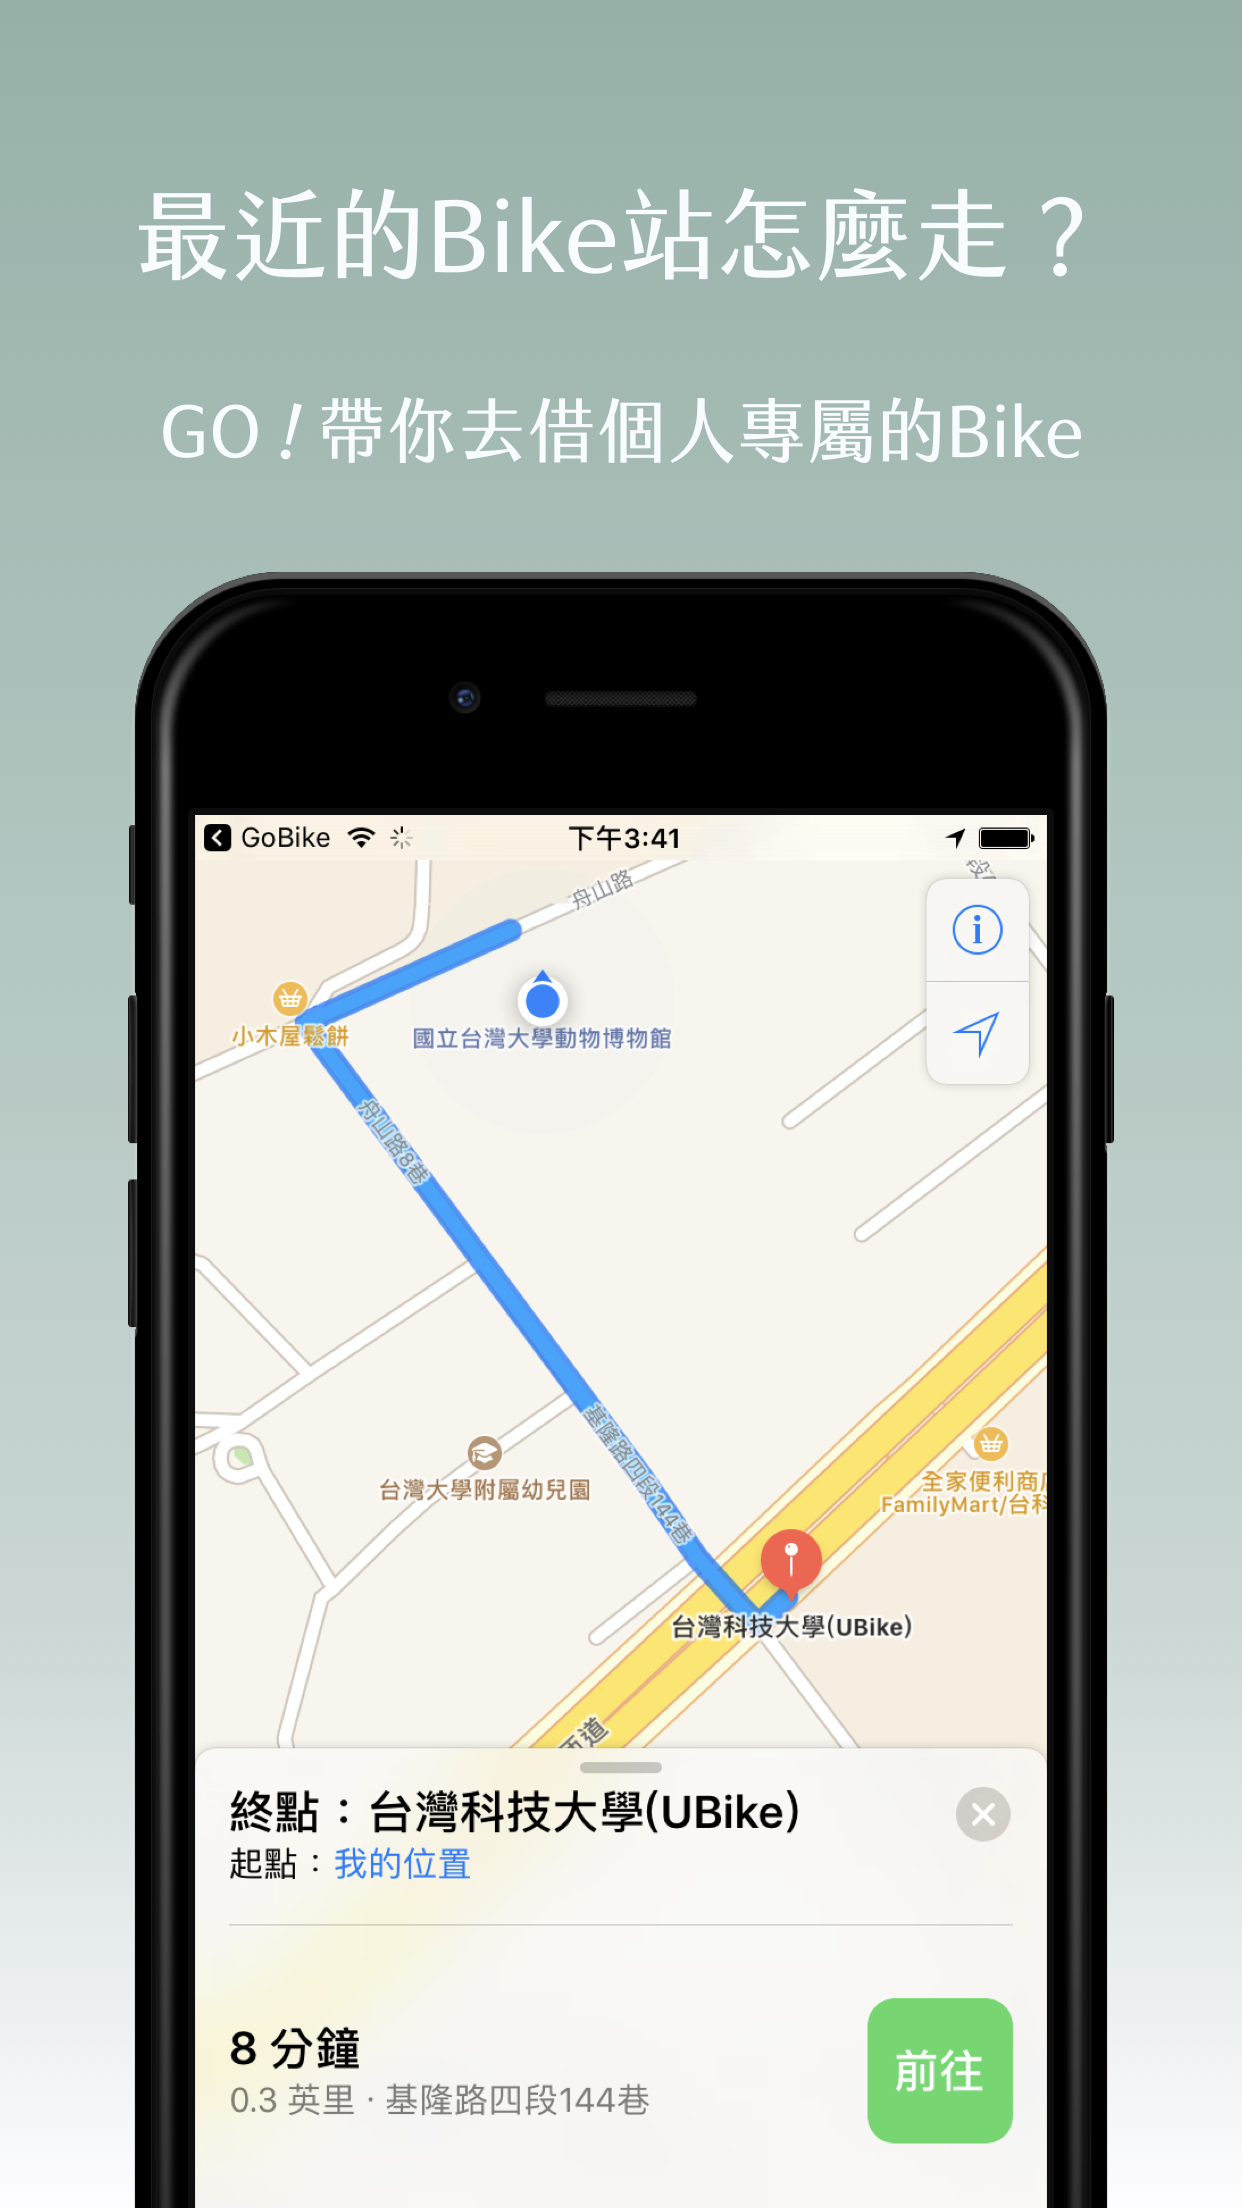 最近的Bike站怎麼走？
GO！帶你去借個人專屬的Bike
GoBike
下午3:41
舟山路
小木屋鬆餅
國立台灣大學動物博物館
舟山路8巷
基隆路四段144巷
台灣大學附屬幼兒園
全家便利商
FamilyMart/台科
台灣科技大學(UBike)
終點：台灣科技大學(UBike)
起點：我的位置
8 分鐘
0.3 英里 · 基隆路四段144巷
前往